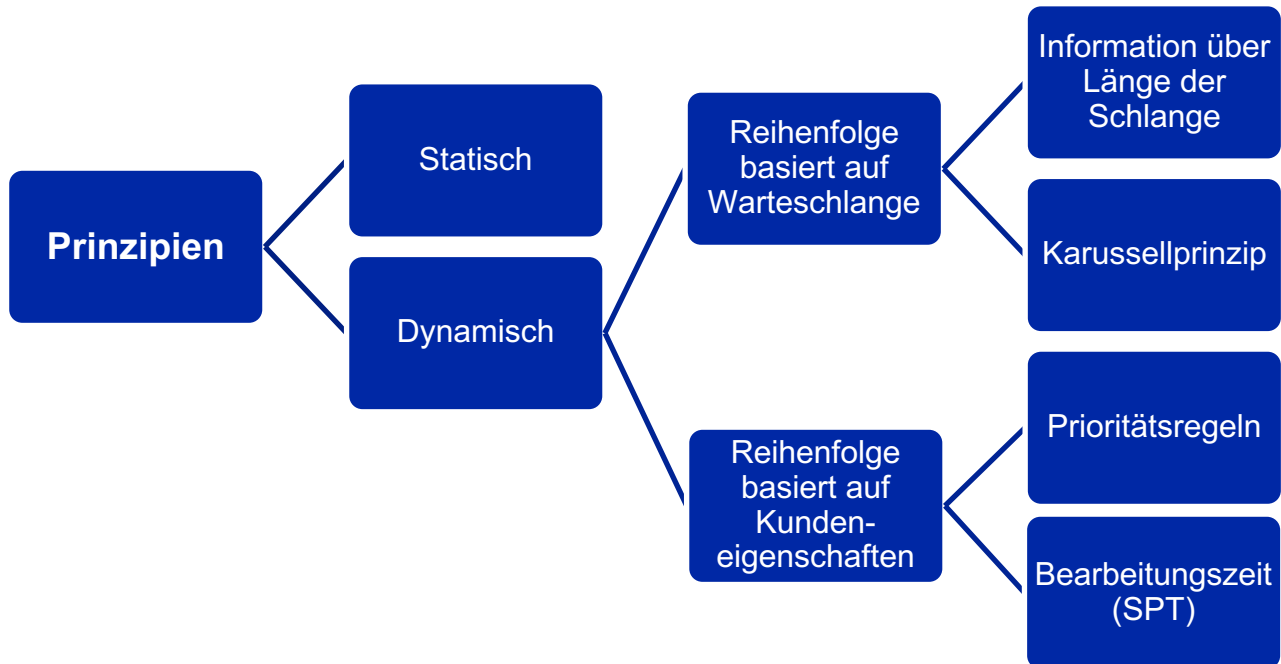 Prinzipien
Statisch
Dynamisch
Reihenfolge
basiert auf
Warteschlange
Reihenfolge
basiert auf
Kunden-
eigenschaften
Information über
Länge der
Schlange
Karussellprinzip
Prioritätsregeln
Bearbeitungszeit
(SPT)